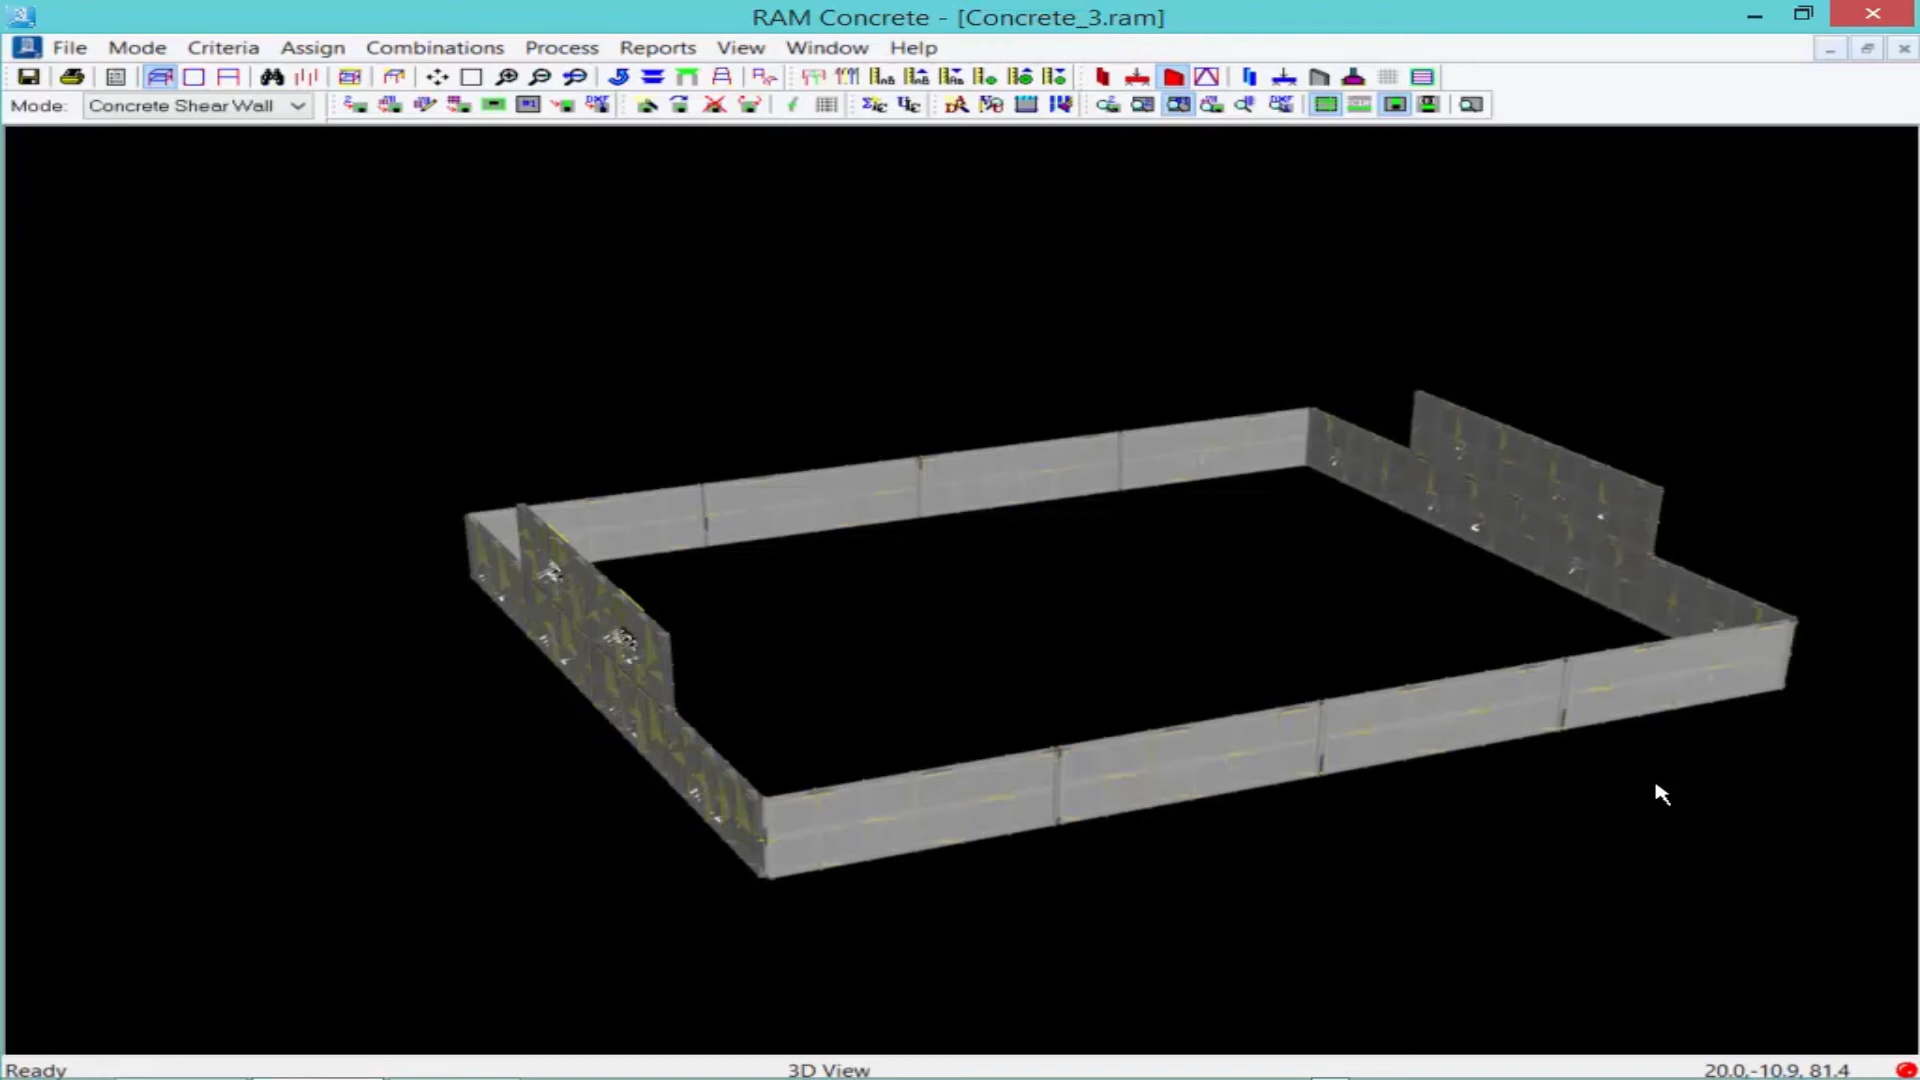 RAM Concrete - [Concrete_3.ram]
File Mode Criteria Assign Combinations Process Reports View Window Help
Mode: Concrete Shear Wall
Ready 3D View 20.0,-10.9, 81.4